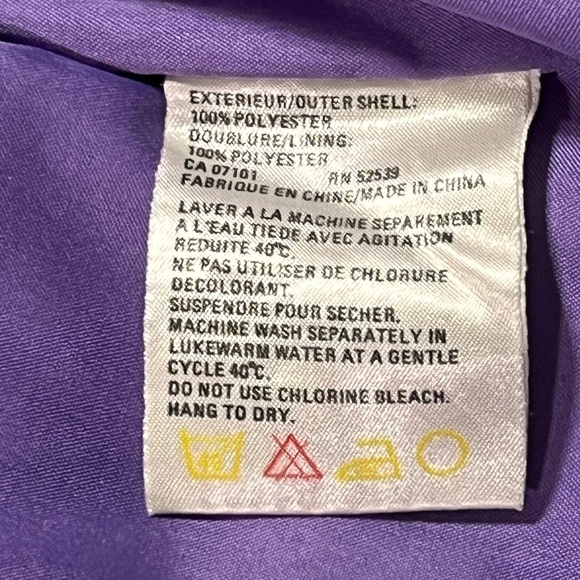 EXTERIEUR/OUTER SHELL:
100% POLYESTER
DOUBLURE/LINING:
100% POLYESTER
CA 07101 RN 52539
FABRIQUE EN CHINE/MADE IN CHINA
LAVER A LA MACHINE SEPAREMENT
A L'EAU TIEDE AVEC AGITATION
REDUITE 40°C.
NE PAS UTILISER DE CHLORURE
DECOLORANT.
SUSPENDRE POUR SECHER.
MACHINE WASH SEPARATELY IN
LUKEWARM WATER AT A GENTLE
CYCLE 40°C.
DO NOT USE CHLORINE BLEACH.
HANG TO DRY.
40